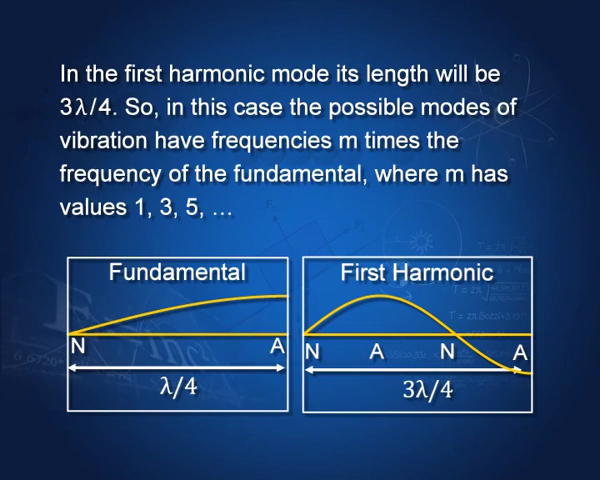 In the first harmonic mode its length will be
3λ/4. So, in this case the possible modes of
vibration have frequencies m times the
frequency of the fundamental, where m has
values 1, 3, 5, …
Fundamental
N A
λ/4
First Harmonic
N A N A
3λ/4